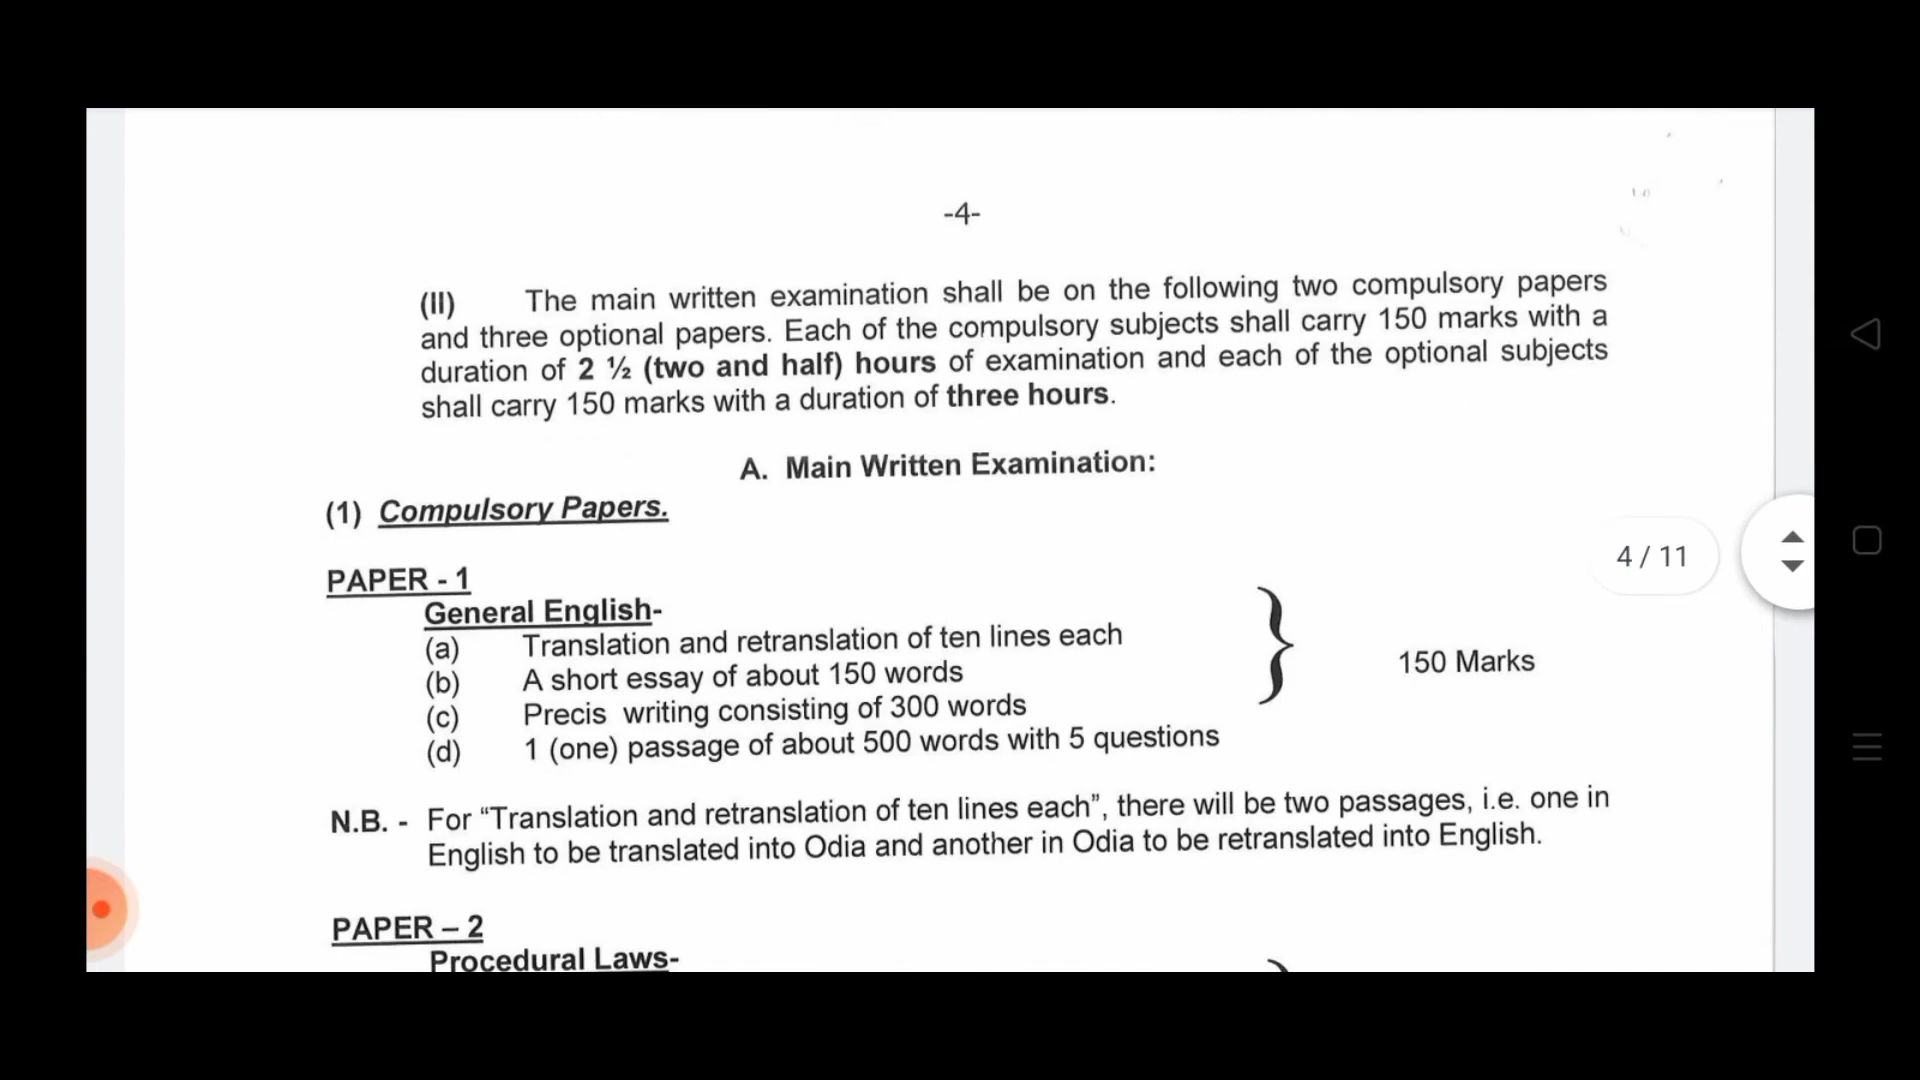 -4-
(II) The main written examination shall be on the following two compulsory papers
and three optional papers. Each of the compulsory subjects shall carry 150 marks with a
duration of 2 ½ (two and half) hours of examination and each of the optional subjects
shall carry 150 marks with a duration of three hours.
A. Main Written Examination:
(1) Compulsory Papers.
PAPER - 1
General English-
(a) Translation and retranslation of ten lines each
(b) A short essay of about 150 words
(c) Precis writing consisting of 300 words
(d) 1 (one) passage of about 500 words with 5 questions
} 150 Marks
4 / 11
N.B. - For “Translation and retranslation of ten lines each”, there will be two passages, i.e. one in
English to be translated into Odia and another in Odia to be retranslated into English.
PAPER – 2
Procedural Laws-